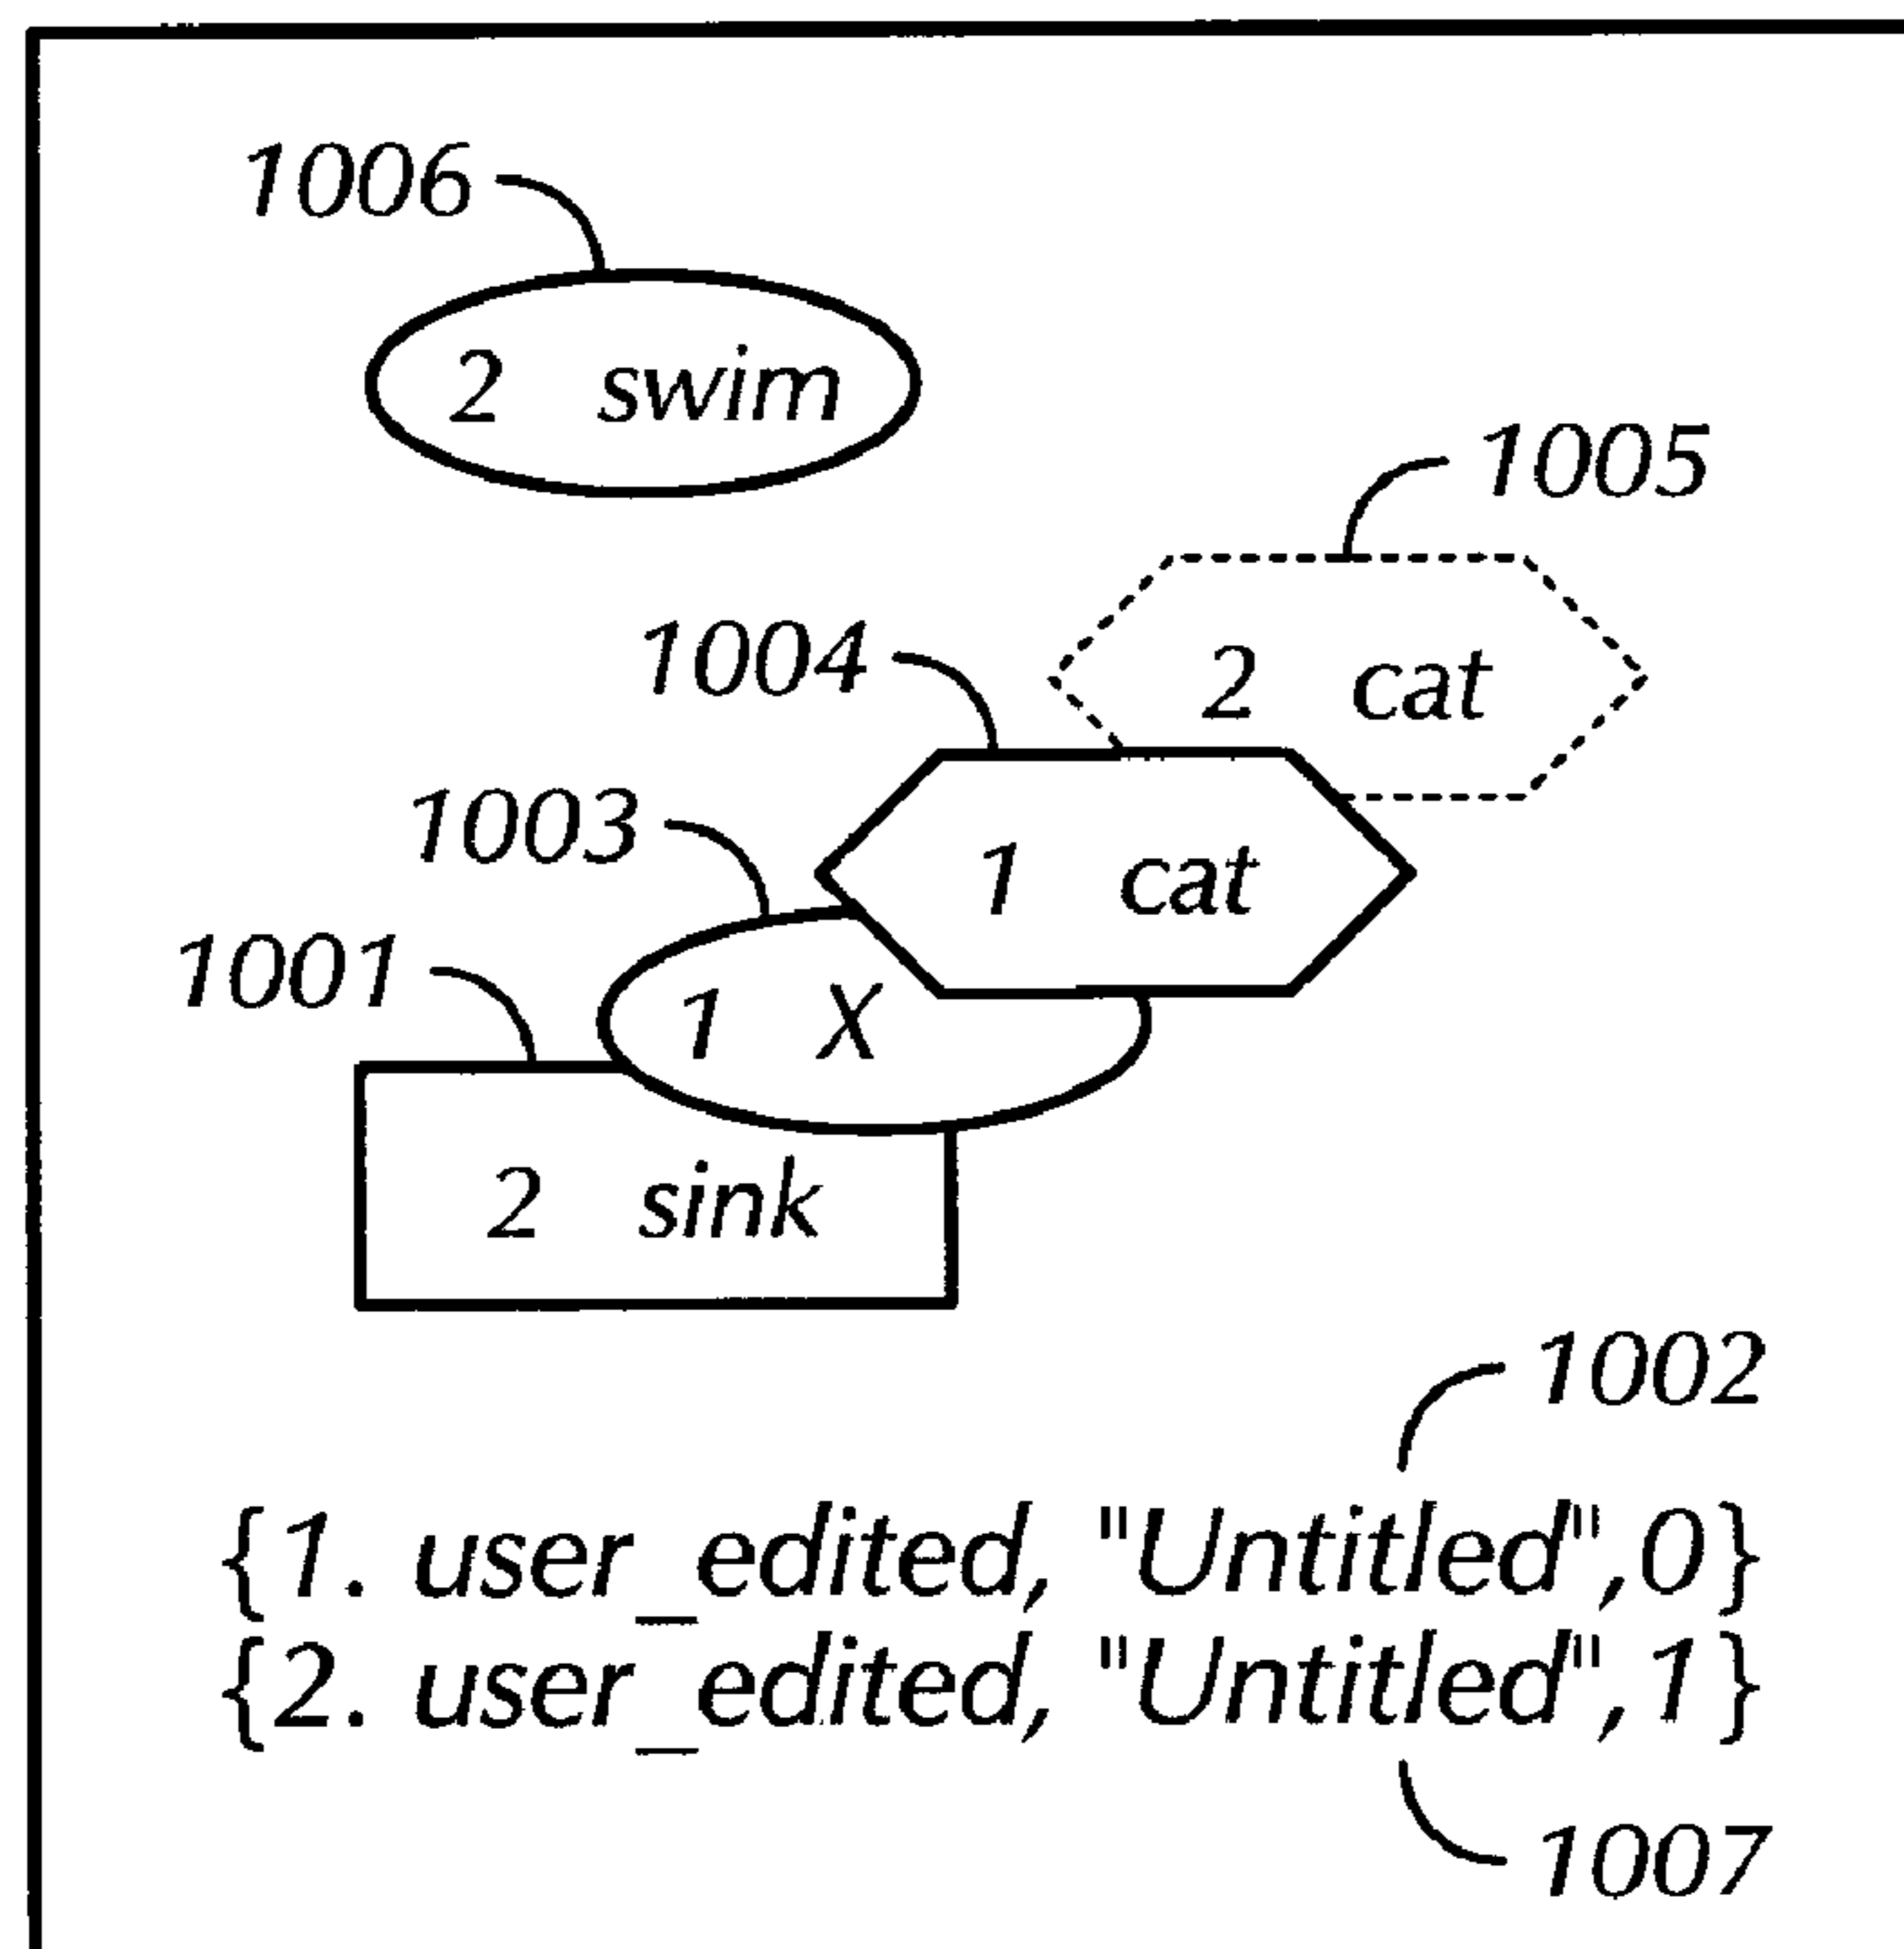 1006
2 swim
1005
2 cat
1004
1 cat
1003
1 X
1001
2 sink
1002
{1. user_edited, "Untitled",0}
{2. user_edited, "Untitled",1}
1007